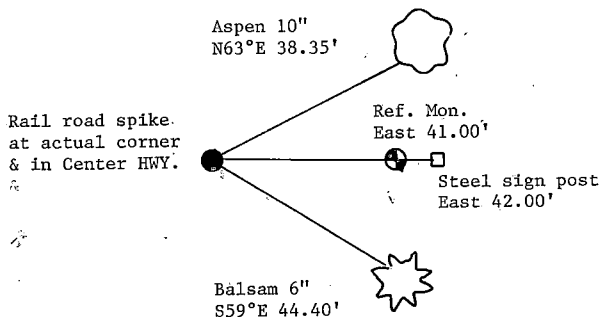 Aspen 10"
N63°E 38.35'
Rail road spike
at actual corner
& in Center HWY.
Ref. Mon.
East 41.00'
Steel sign post
East 42.00'
Balsam 6"
S59°E 44.40'